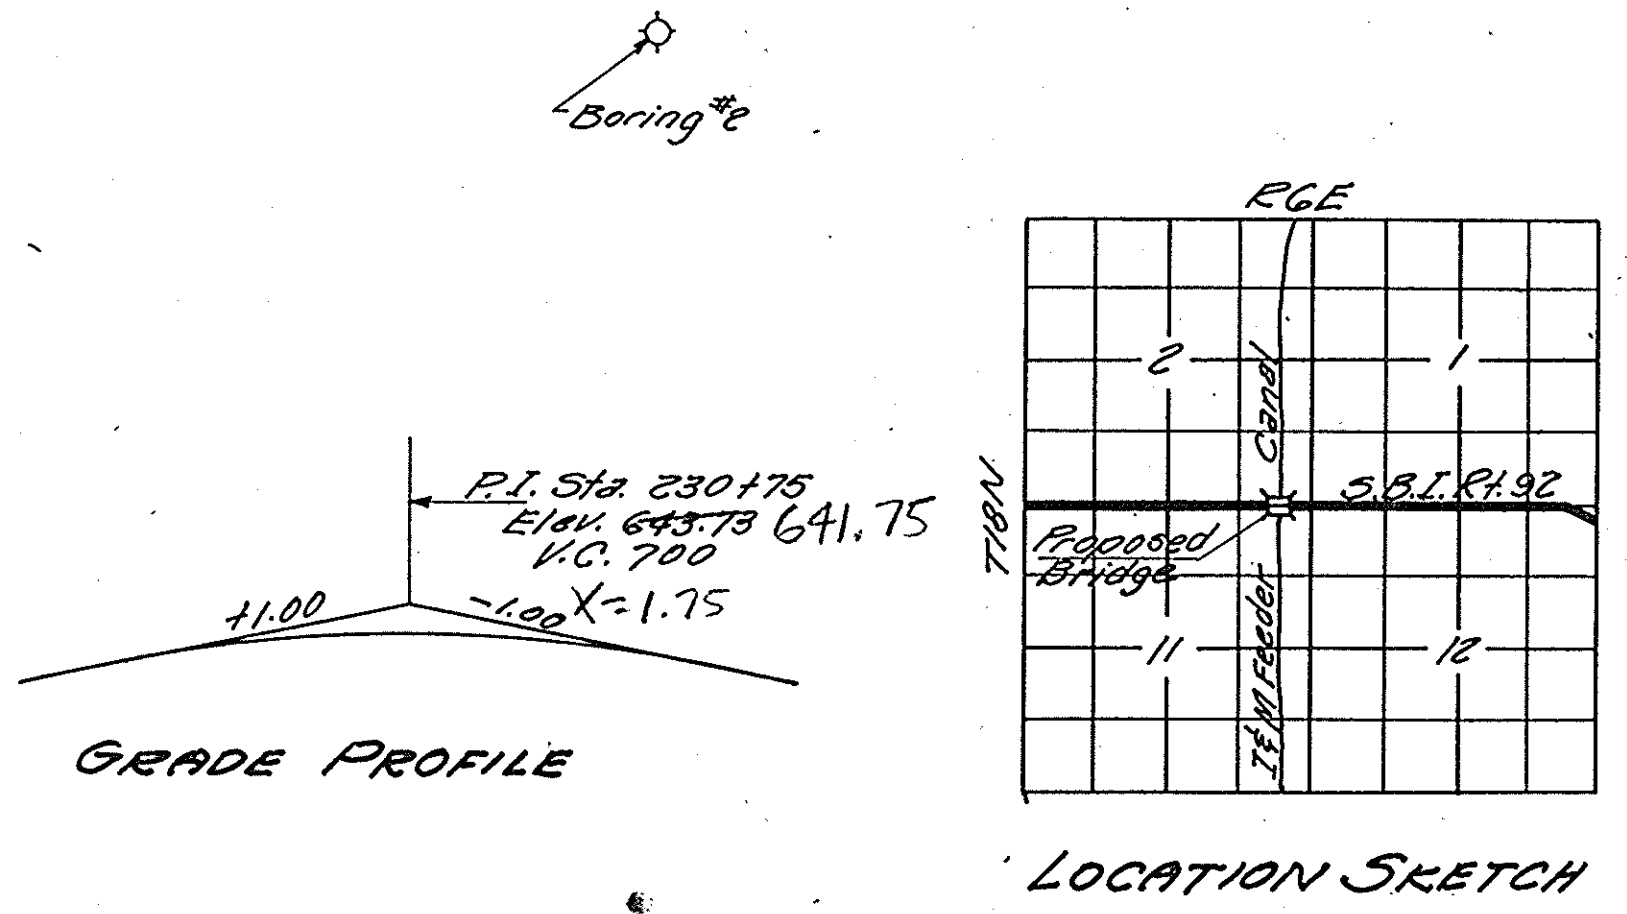 Boring #2
P.I. Sta. 230+75
Elev. 643.73 641.75
V.C. 700
+1.00
-1.00 X=1.75
GRADE PROFILE
R6E
T18N
2
1
I&M Feeder Canal
S.B.I. Rt. 92
Proposed
Bridge
11
12
LOCATION SKETCH